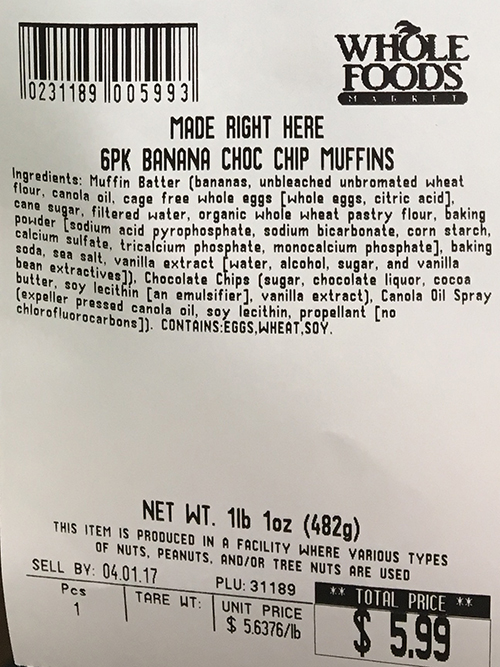 0231189 005993
WHOLE
FOODS
MARKET
MADE RIGHT HERE
6PK BANANA CHOC CHIP MUFFINS
Ingredients: Muffin Batter (bananas, unbleached unbromated wheat
flour, canola oil, cage free whole eggs [whole eggs, citric acid],
cane sugar, filtered water, organic whole wheat pastry flour, baking
powder [sodium acid pyrophosphate, sodium bicarbonate, corn starch,
calcium sulfate, tricalcium phosphate, monocalcium phosphate], baking
soda, sea salt, vanilla extract [water, alcohol, sugar, and vanilla
bean extractives]), Chocolate Chips (sugar, chocolate liquor, cocoa
butter, soy lecithin [an emulsifier], vanilla extract), Canola Oil Spray
(expeller pressed canola oil, soy lecithin, propellant [no
chlorofluorocarbons]). CONTAINS:EGGS,WHEAT,SOY.
NET WT. 1lb 1oz (482g)
THIS ITEM IS PRODUCED IN A FACILITY WHERE VARIOUS TYPES
OF NUTS, PEANUTS, AND/OR TREE NUTS ARE USED
SELL BY: 04.01.17 PLU: 31189
Pcs TARE WT: UNIT PRICE ** TOTAL PRICE **
1 $ 5.6376/lb $ 5.99